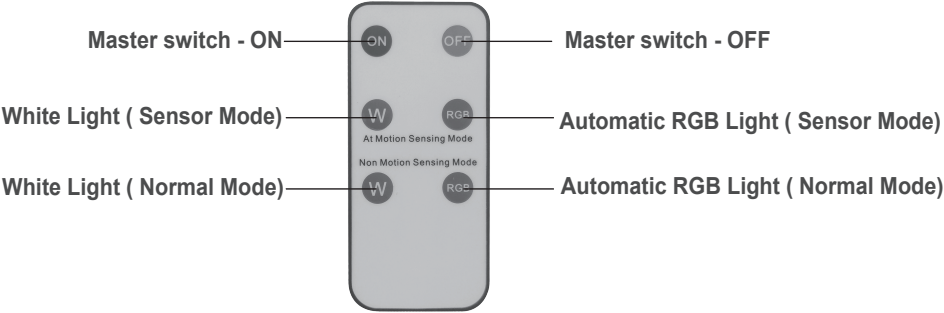 Master switch - ON
ON
OFF
Master switch - OFF
White Light ( Sensor Mode)
W
RGB
Automatic RGB Light ( Sensor Mode)
At Motion Sensing Mode
Non Motion Sensing Mode
White Light ( Normal Mode)
W
RGB
Automatic RGB Light ( Normal Mode)